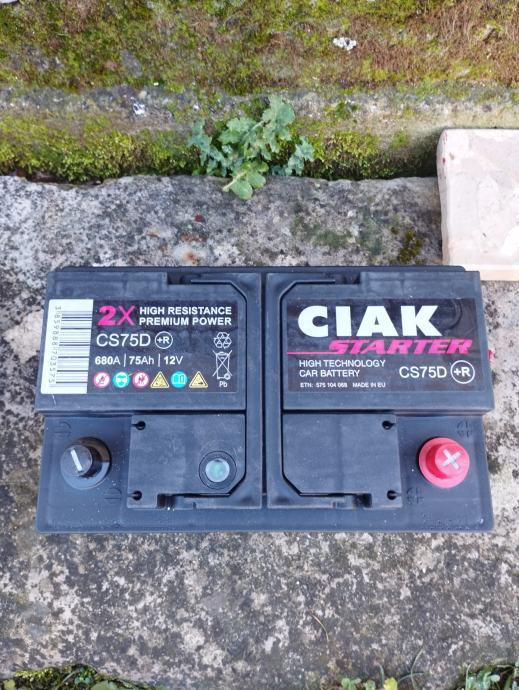 2X HIGH RESISTANCE
PREMIUM POWER
CS75D +R
680A | 75Ah | 12V
Pb
CIAK
STARTER
HIGH TECHNOLOGY
CAR BATTERY
CS75D +R
ETN: 575 104 068 MADE IN EU